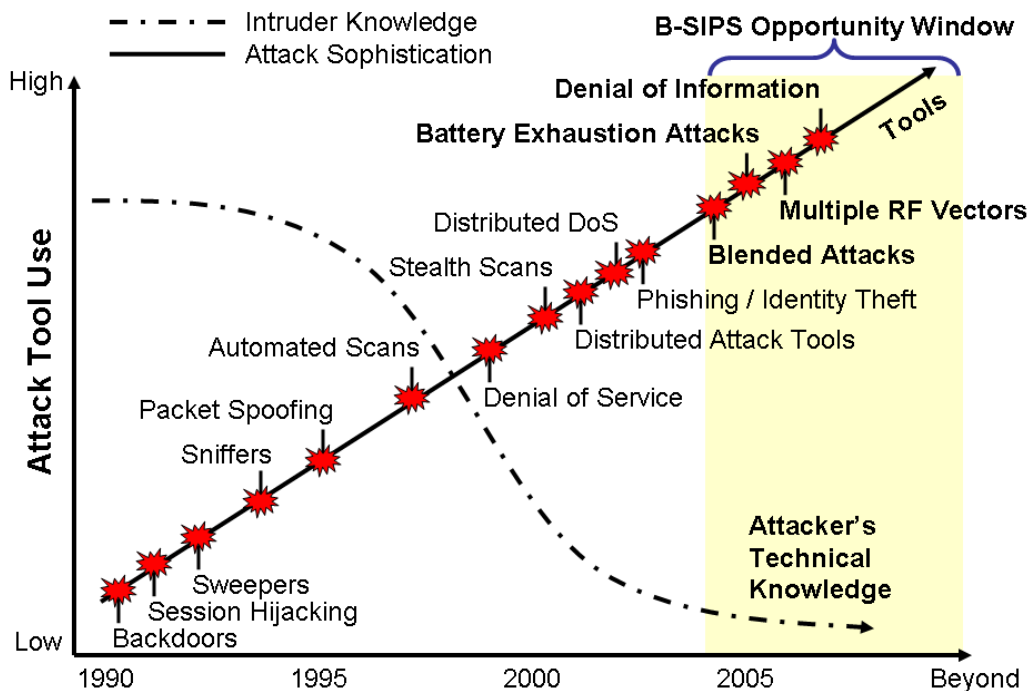 Intruder Knowledge
Attack Sophistication
B-SIPS Opportunity Window
High
Denial of Information
Tools
Battery Exhaustion Attacks
Multiple RF Vectors
Distributed DoS
Blended Attacks
Stealth Scans
Phishing / Identity Theft
Distributed Attack Tools
Automated Scans
Denial of Service
Packet Spoofing
Sniffers
Attack Tool Use
Attacker's
Technical
Knowledge
Sweepers
Session Hijacking
Backdoors
Low
1990
1995
2000
2005
Beyond